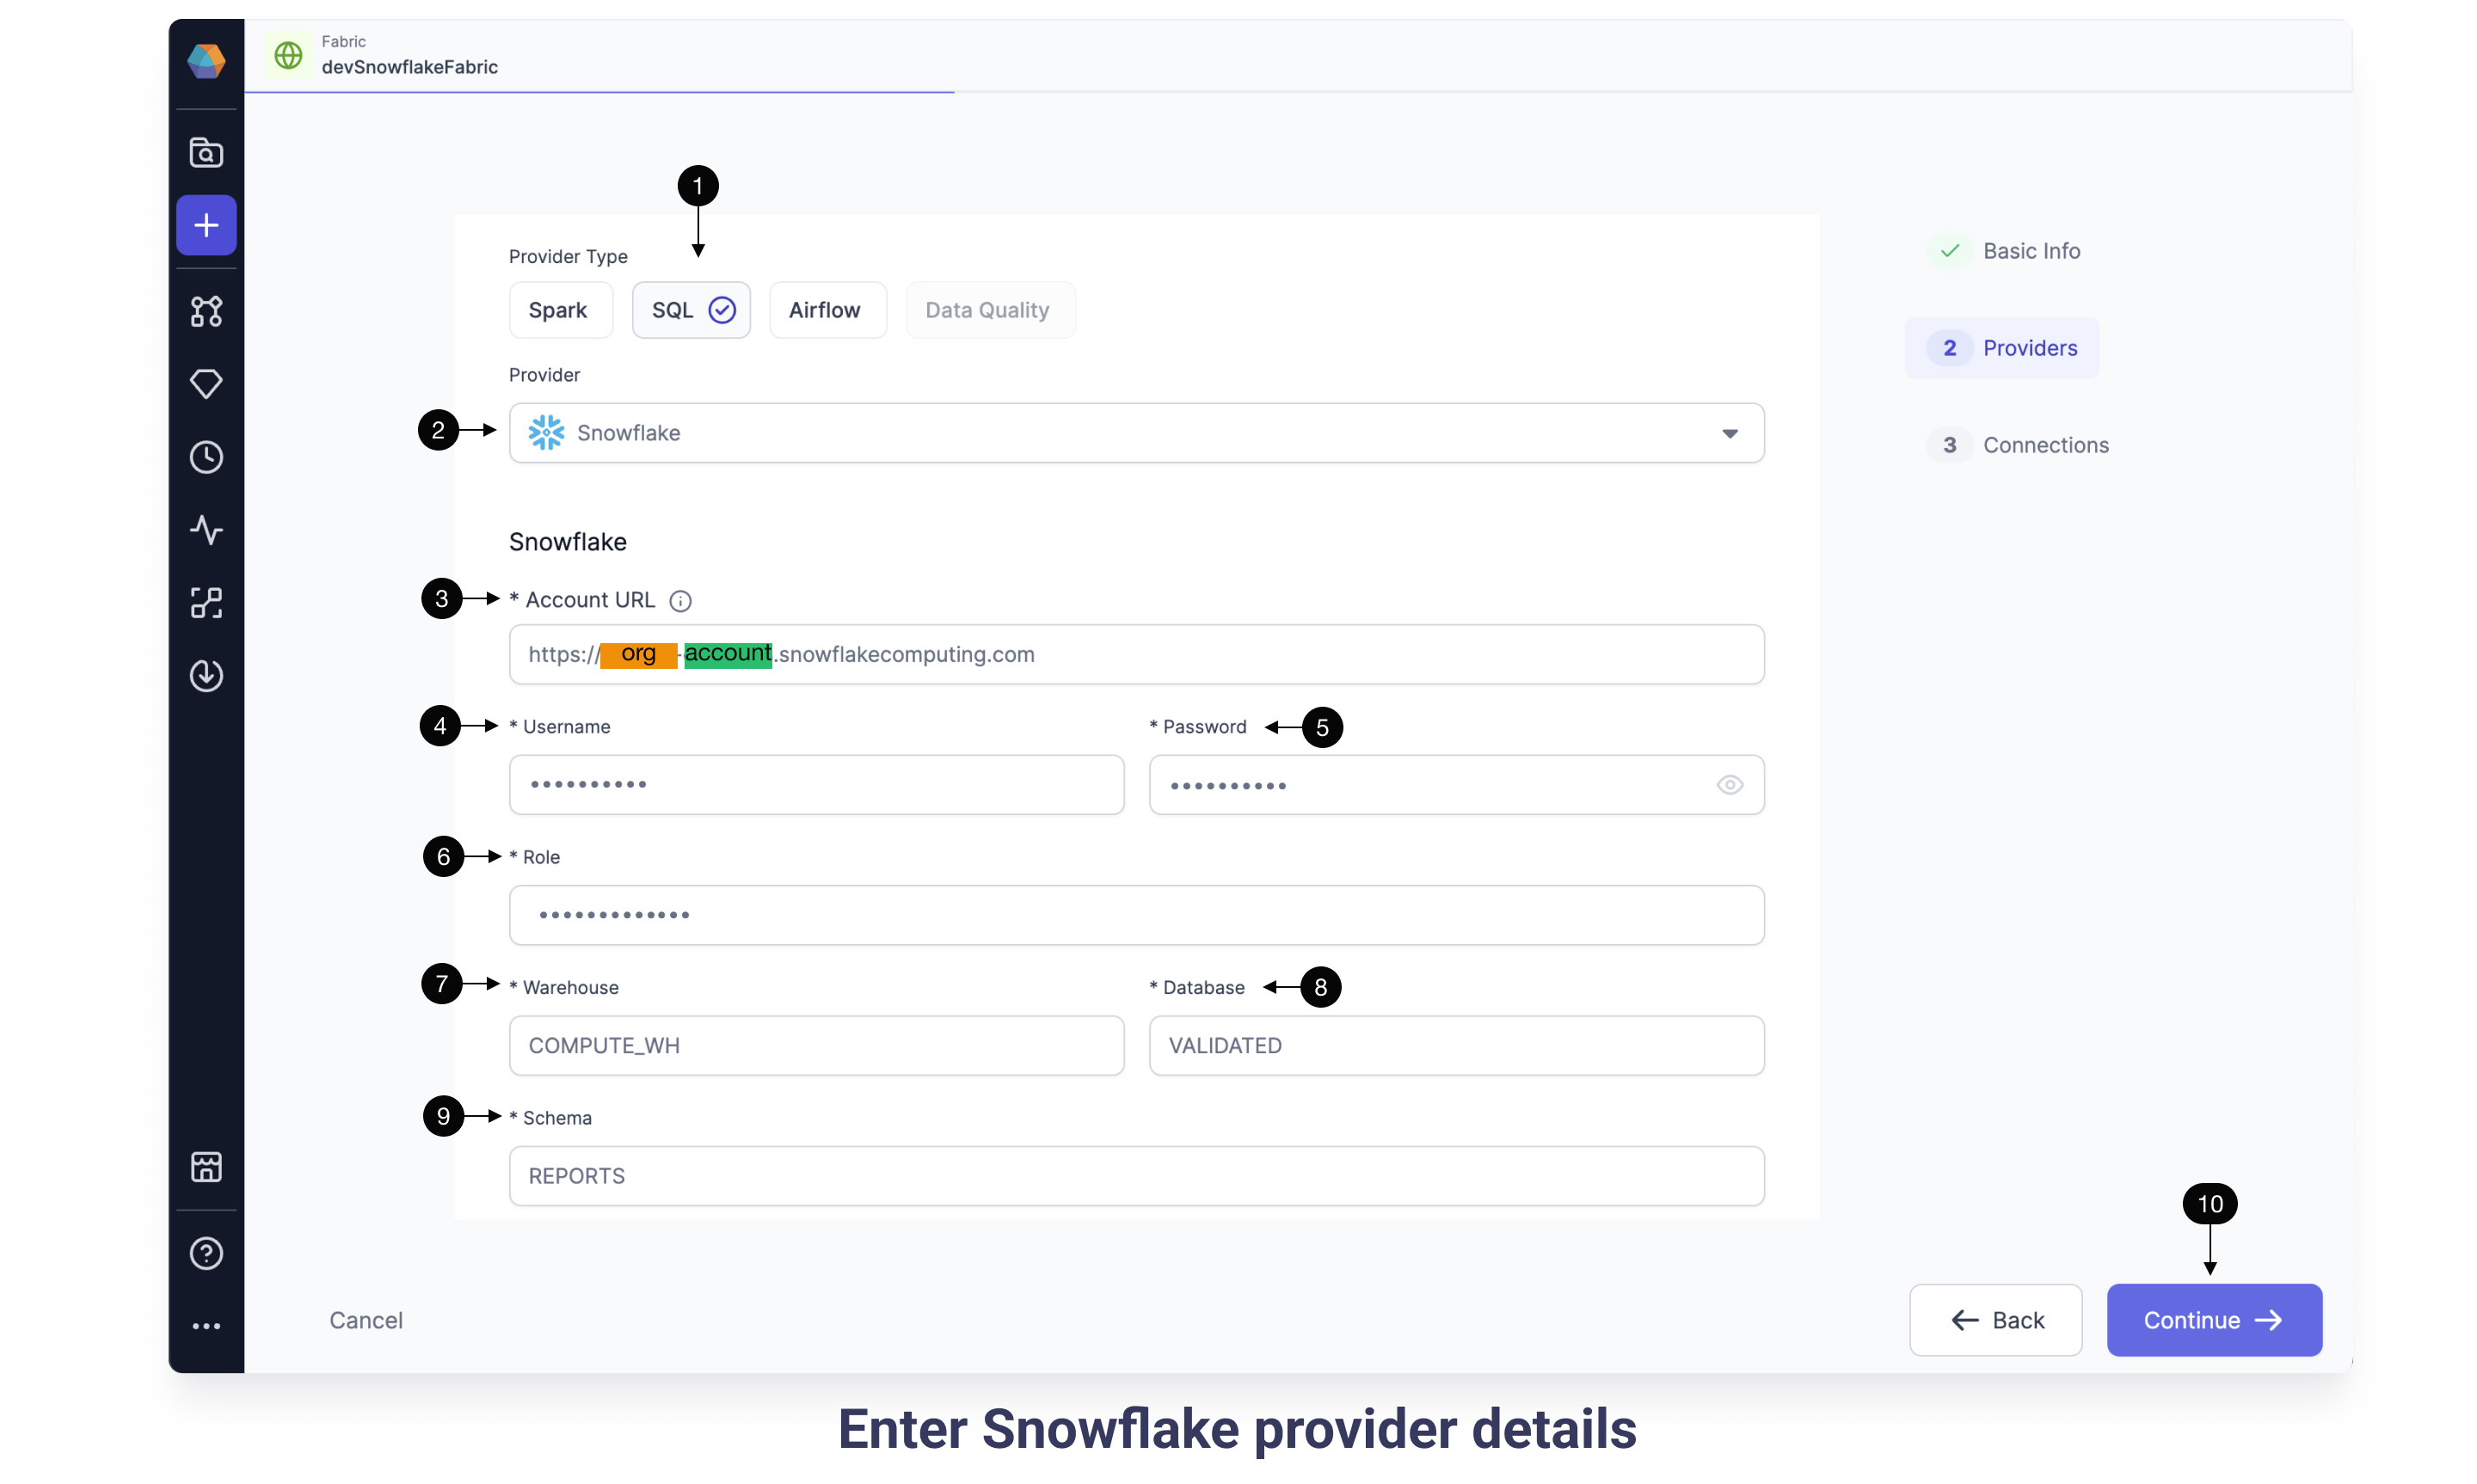 Fabric
devSnowflakeFabric
1
Provider Type
Spark SQL Airflow Data Quality
Basic Info
2 Providers
3 Connections
Provider
2
Snowflake
Snowflake
3
* Account URL
https://org-account.snowflakecomputing.com
4
* Username
* Password
5
••••••••••
••••••••••
6
* Role
•••••••••••••
7
* Warehouse
* Database
8
COMPUTE_WH
VALIDATED
9
* Schema
REPORTS
10
Cancel
Back
Continue
Enter Snowflake provider details